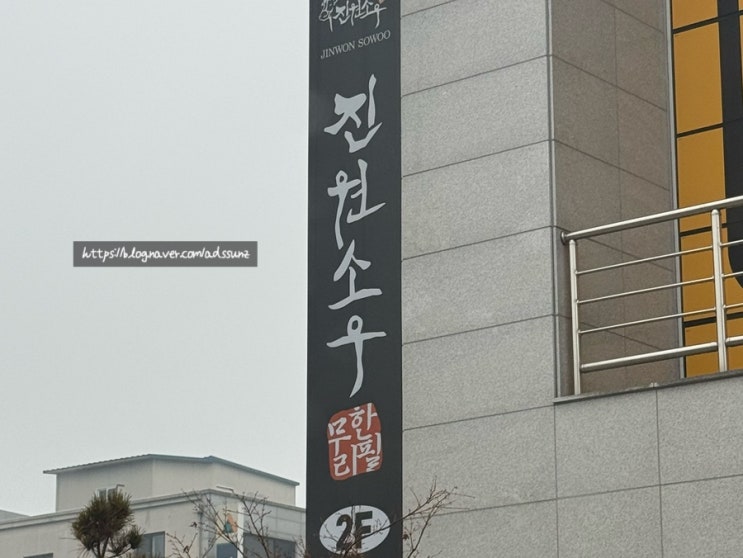 진원소우
JINWON SOWOO
진원소우
무한
리필
2F
https://blog.naver.com/adssunz